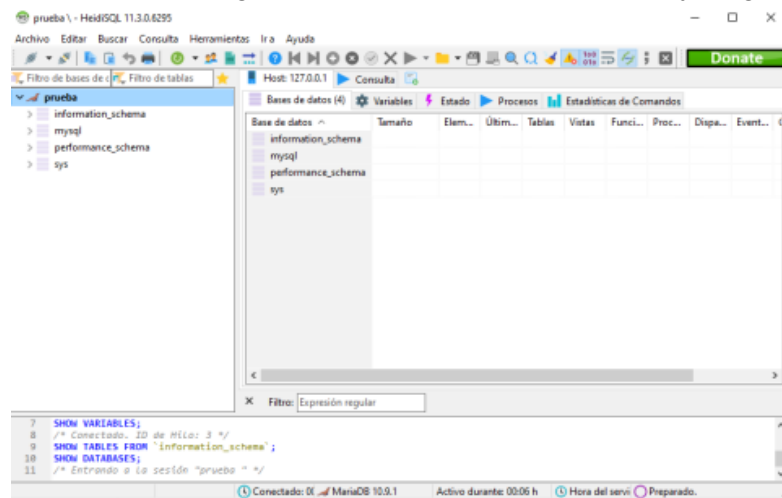 prueba \ - HeidiSQL 11.3.0.6295
Archivo Editar Buscar Consulta Herramientas Ir a Ayuda
Donate
Filtro de bases de c Filtro de tablas
Host: 127.0.0.1 Consulta
prueba
information_schema
mysql
performance_schema
sys
Bases de datos (4) Variables Estado Procesos Estadísticas de Comandos
Base de datos Tamaño Elem... Últim... Tablas Vistas Funci... Proc... Dispa... Event...
information_schema
mysql
performance_schema
sys
Filtro: Expresión regular
7 SHOW VARIABLES;
8 /* Conectado. ID de Hilo: 3 */
9 SHOW TABLES FROM `information_schema`;
10 SHOW DATABASES;
11 /* Entrando a la sesión "prueba " */
Conectado: 0( MariaDB 10.9.1 Activo durante: 00:06 h Hora del servi Preparado.